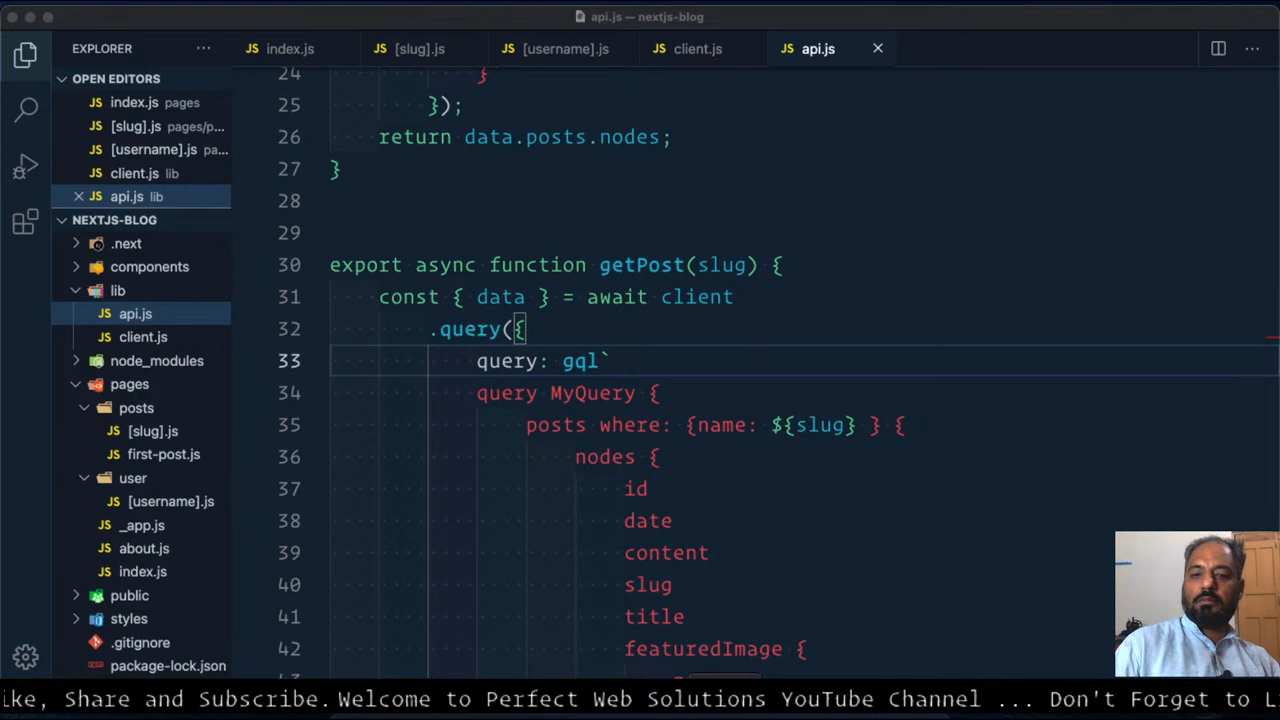 api.js — nextjs-blog
EXPLORER ···
index.js
[slug].js
[username].js
client.js
api.js
OPEN EDITORS
index.js pages
[slug].js pages/p...
[username].js pa...
client.js lib
api.js lib
NEXTJS-BLOG
.next
components
lib
api.js
client.js
node_modules
pages
posts
[slug].js
first-post.js
user
[username].js
_app.js
about.js
index.js
public
styles
.gitignore
package-lock.json
24 }
25 });
26 return data.posts.nodes;
27 }
28
29
30 export async function getPost(slug) {
31 const { data } = await client
32 .query({
33 query: gql`
34 query MyQuery {
35 posts where: {name: ${slug} } {
36 nodes {
37 id
38 date
39 content
40 slug
41 title
42 featuredImage {
ike, Share and Subscribe.Welcome to Perfect Web Solutions YouTube Channel ... Don't Forget to L